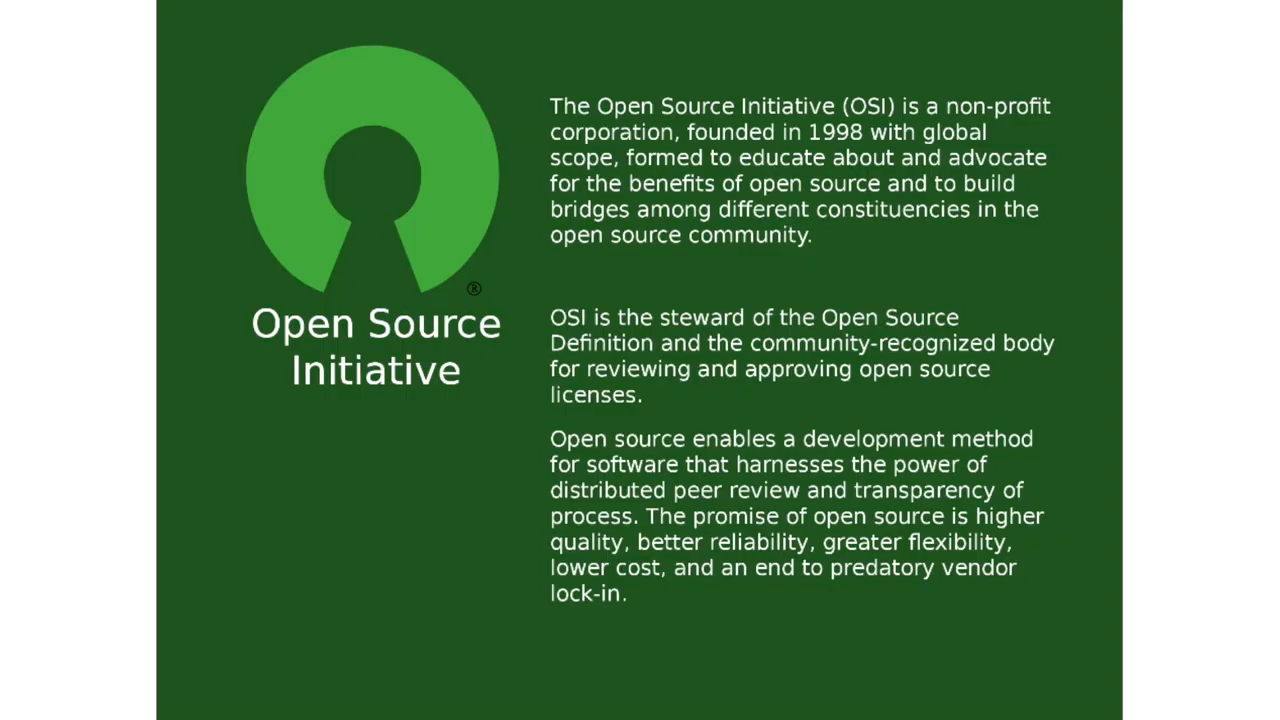 ®
Open Source
Initiative
The Open Source Initiative (OSI) is a non-profit
corporation, founded in 1998 with global
scope, formed to educate about and advocate
for the benefits of open source and to build
bridges among different constituencies in the
open source community.
OSI is the steward of the Open Source
Definition and the community-recognized body
for reviewing and approving open source
licenses.
Open source enables a development method
for software that harnesses the power of
distributed peer review and transparency of
process. The promise of open source is higher
quality, better reliability, greater flexibility,
lower cost, and an end to predatory vendor
lock-in.